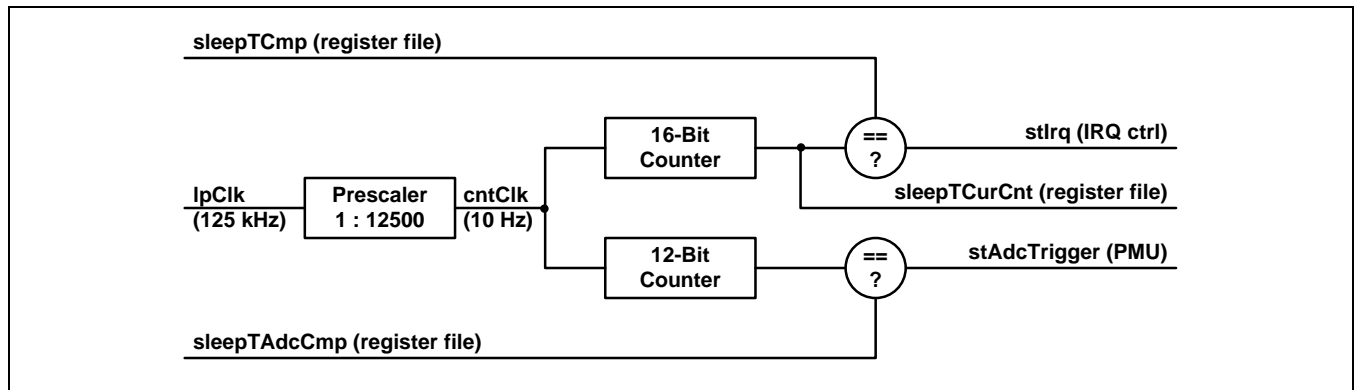 sleepTCmp (register file)
16-Bit
Counter
==
?
stIrq (IRQ ctrl)
lpClk
(125 kHz)
Prescaler
1 : 12500
cntClk
(10 Hz)
sleepTCurCnt (register file)
12-Bit
Counter
==
?
stAdcTrigger (PMU)
sleepTAdcCmp (register file)